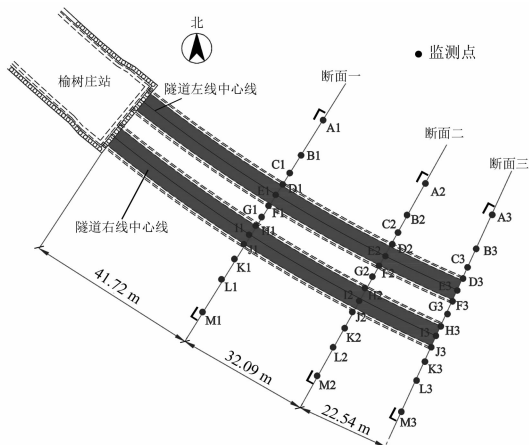 北
监测点
榆树庄站
隧道左线中心线
隧道右线中心线
断面一
断面二
断面三
A1
B1
C1
D1
E1
F1
G1
H1
I1
J1
K1
L1
M1
A2
B2
C2
D2
E2
F2
G2
H2
I2
J2
K2
L2
M2
A3
B3
C3
D3
E3
F3
G3
H3
I3
J3
K3
L3
M3
41.72 m
32.09 m
22.54 m